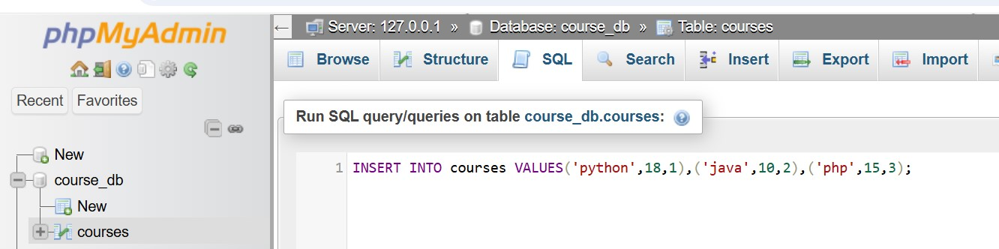 phpMyAdmin
Recent Favorites
New
course_db
New
courses
Server: 127.0.0.1 » Database: course_db » Table: courses
Browse Structure SQL Search Insert Export Import
Run SQL query/queries on table course_db.courses:
1 INSERT INTO courses VALUES('python',18,1),('java',10,2),('php',15,3);